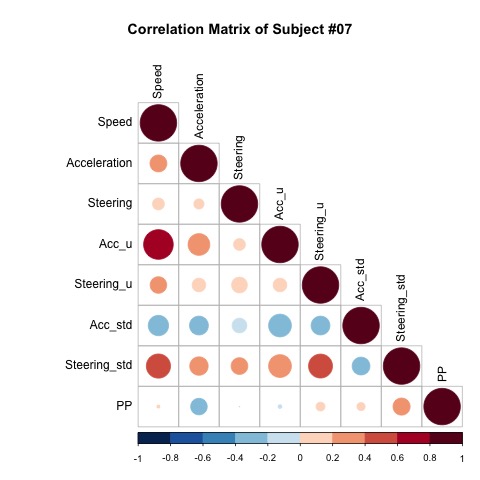 Correlation Matrix of Subject #07
Speed
Acceleration
Steering
Acc_u
Steering_u
Acc_std
Steering_std
PP
Speed
Acceleration
Steering
Acc_u
Steering_u
Acc_std
Steering_std
PP
-1 -0.8 -0.6 -0.4 -0.2 0 0.2 0.4 0.6 0.8 1